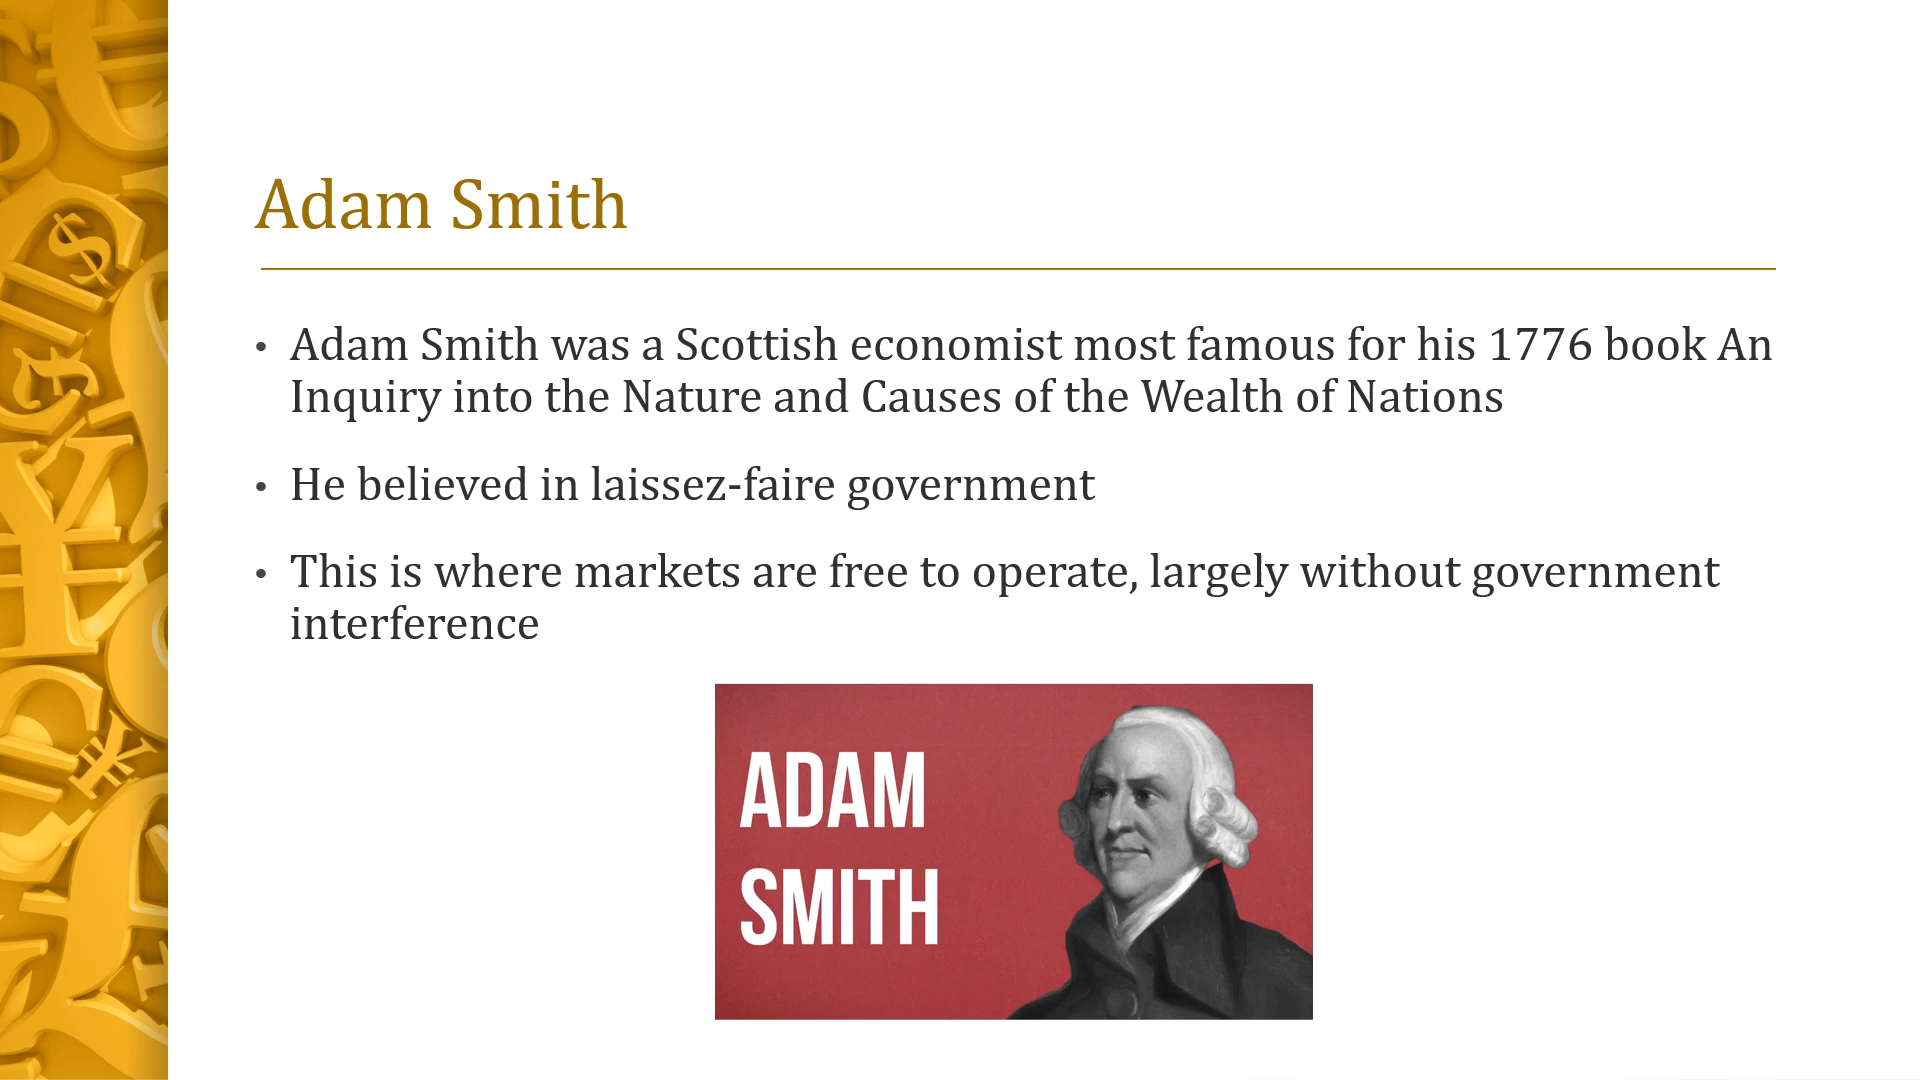 Adam Smith
• Adam Smith was a Scottish economist most famous for his 1776 book An
Inquiry into the Nature and Causes of the Wealth of Nations
• He believed in laissez-faire government
• This is where markets are free to operate, largely without government
interference
ADAM
SMITH